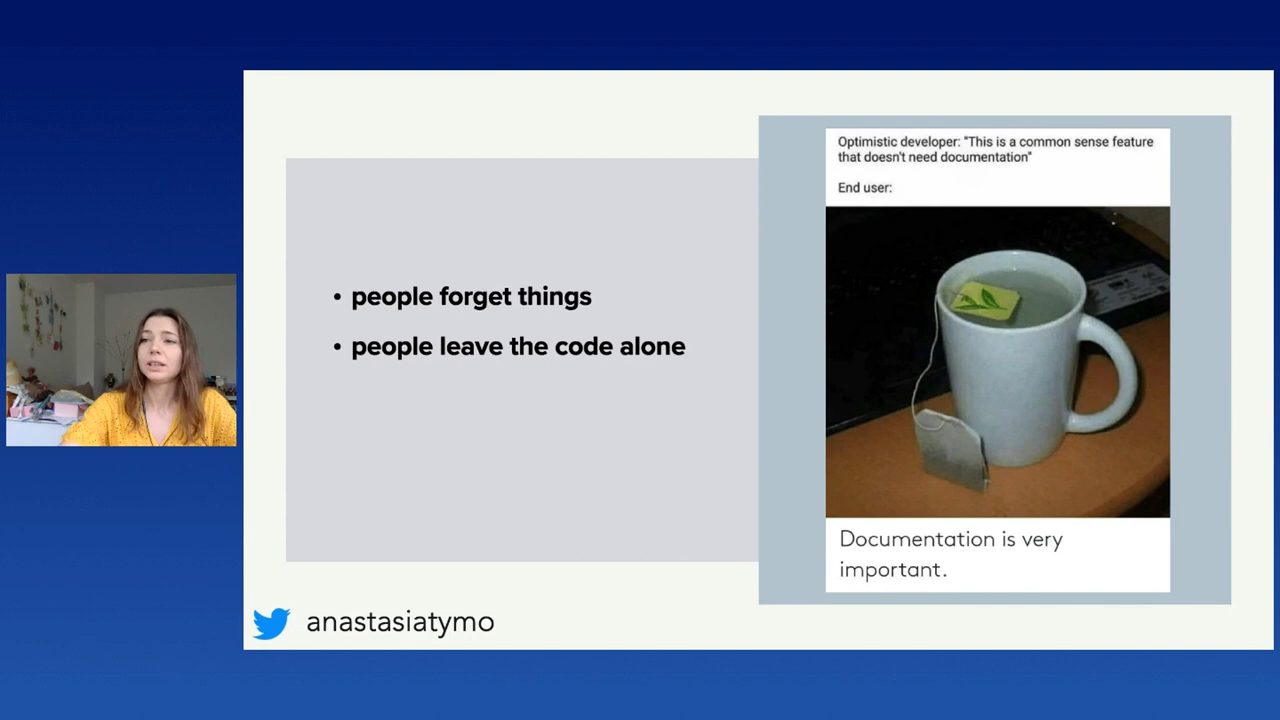 • people forget things
• people leave the code alone
Optimistic developer: "This is a common sense feature
that doesn't need documentation"
End user:
Documentation is very
important.
anastasiatymo